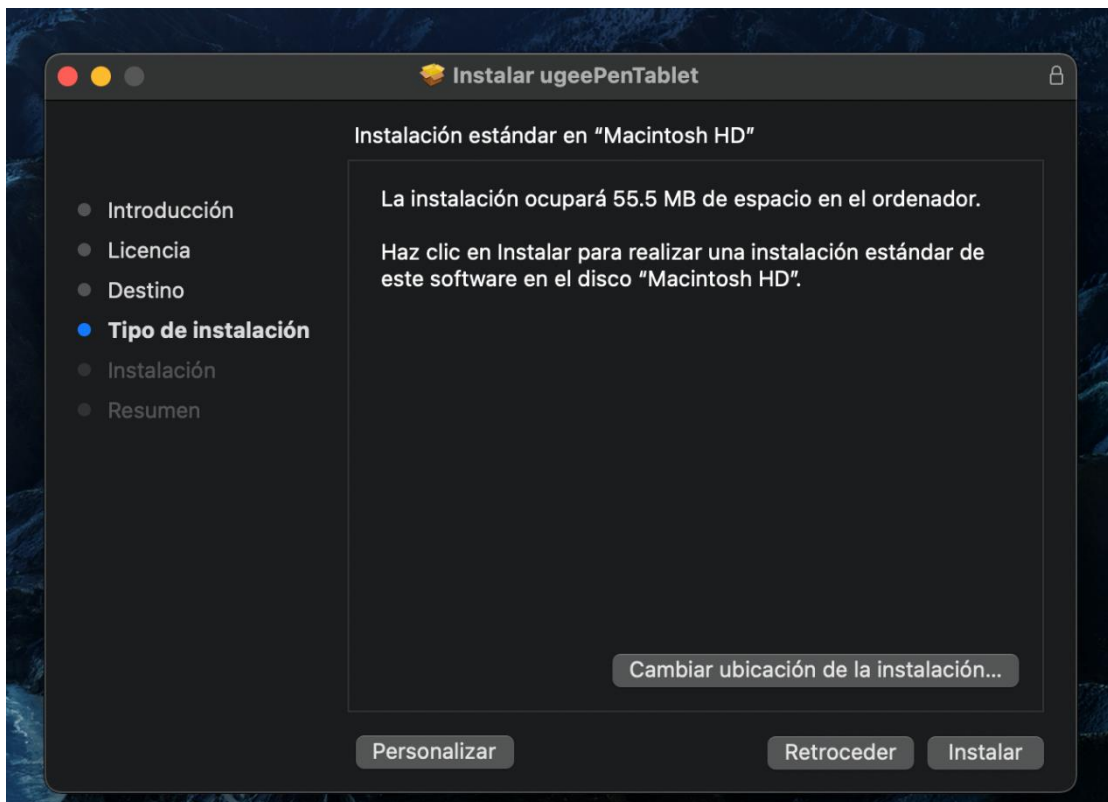 Instalar ugeePenTablet
Instalación estándar en “Macintosh HD”
Introducción
Licencia
Destino
Tipo de instalación
Instalación
Resumen
La instalación ocupará 55.5 MB de espacio en el ordenador.
Haz clic en Instalar para realizar una instalación estándar de
este software en el disco “Macintosh HD”.
Cambiar ubicación de la instalación...
Personalizar
Retroceder
Instalar